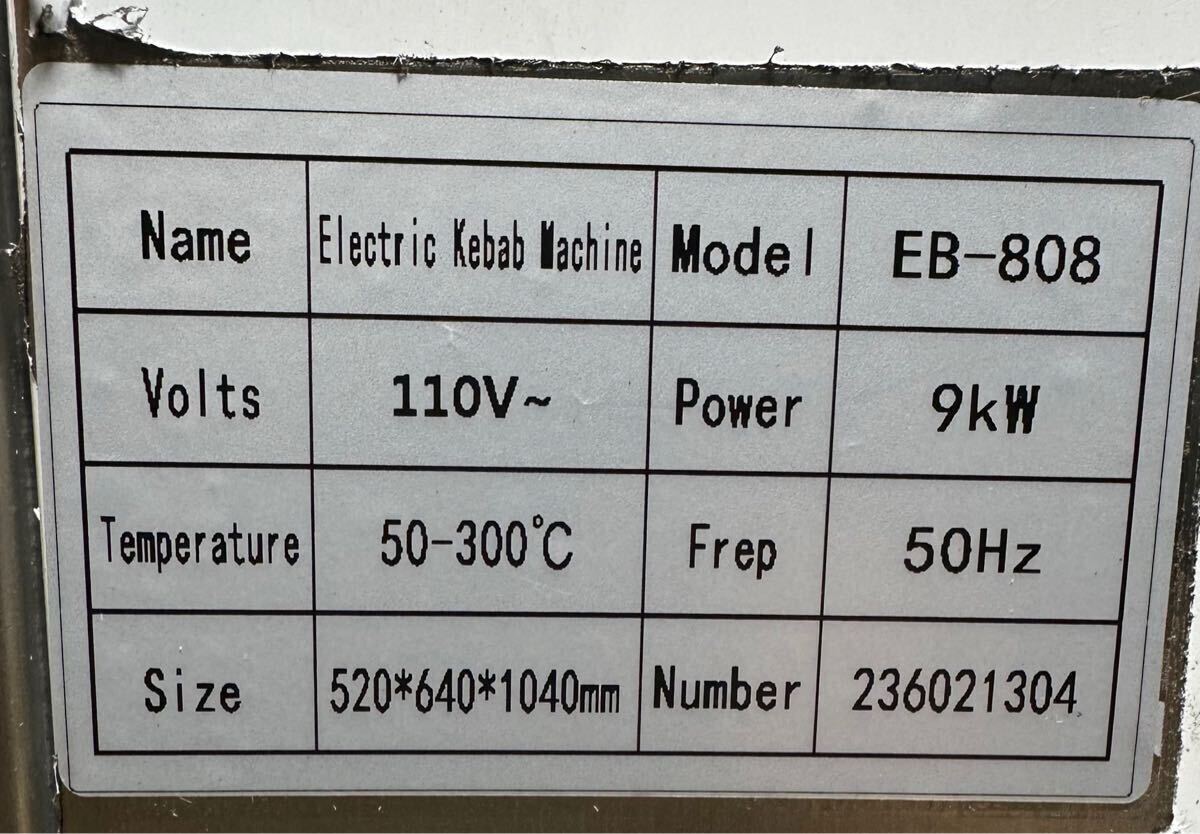 Name Electric Kebab Machine Model EB-808
Volts 110V~ Power 9kW
Temperature 50-300℃ Frep 50Hz
Size 520*640*1040mm Number 236021304